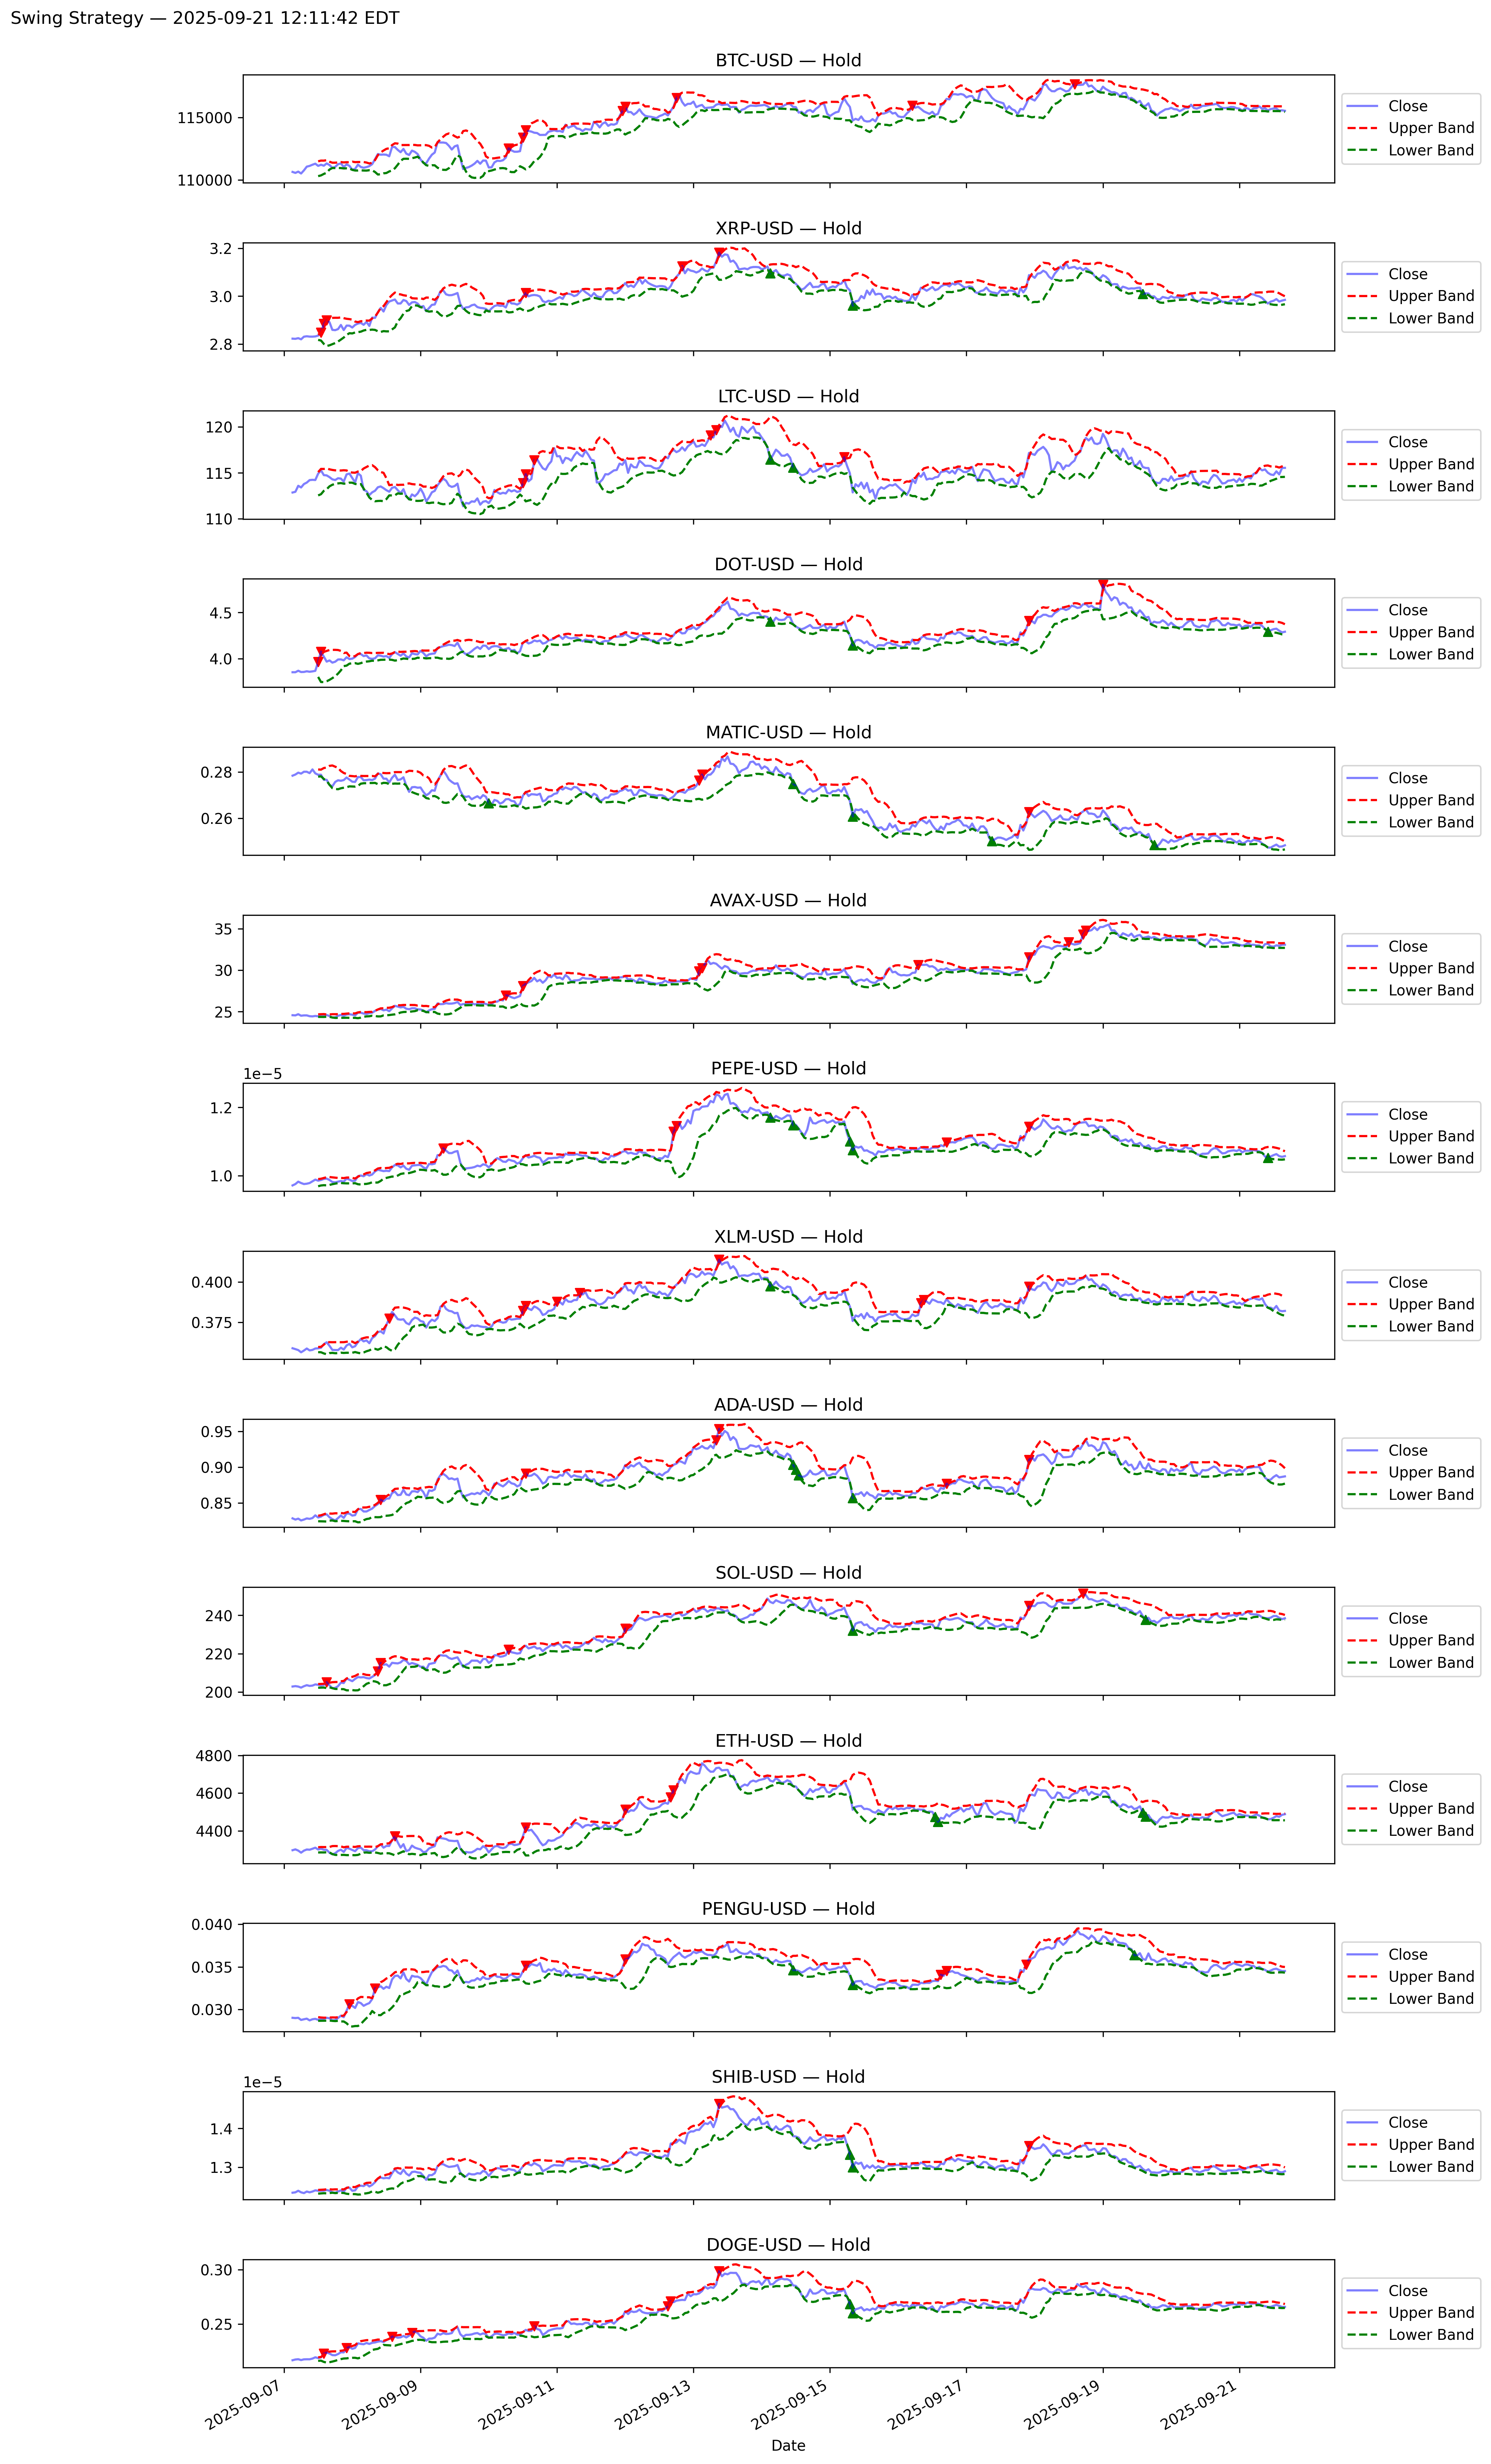 Swing Strategy — 2025-09-21 12:11:42 EDT
BTC-USD — Hold
115000
110000
Close
Upper Band
Lower Band
XRP-USD — Hold
3.2
3.0
2.8
Close
Upper Band
Lower Band
LTC-USD — Hold
120
115
110
Close
Upper Band
Lower Band
DOT-USD — Hold
4.5
4.0
Close
Upper Band
Lower Band
MATIC-USD — Hold
0.28
0.26
Close
Upper Band
Lower Band
AVAX-USD — Hold
35
30
25
Close
Upper Band
Lower Band
PEPE-USD — Hold
1e−5
1.2
1.0
Close
Upper Band
Lower Band
XLM-USD — Hold
0.400
0.375
Close
Upper Band
Lower Band
ADA-USD — Hold
0.95
0.90
0.85
Close
Upper Band
Lower Band
SOL-USD — Hold
240
220
200
Close
Upper Band
Lower Band
ETH-USD — Hold
4800
4600
4400
Close
Upper Band
Lower Band
PENGU-USD — Hold
0.040
0.035
0.030
Close
Upper Band
Lower Band
SHIB-USD — Hold
1e−5
1.4
1.3
Close
Upper Band
Lower Band
DOGE-USD — Hold
0.30
0.25
Close
Upper Band
Lower Band
2025-09-07
2025-09-09
2025-09-11
2025-09-13
2025-09-15
2025-09-17
2025-09-19
2025-09-21
Date